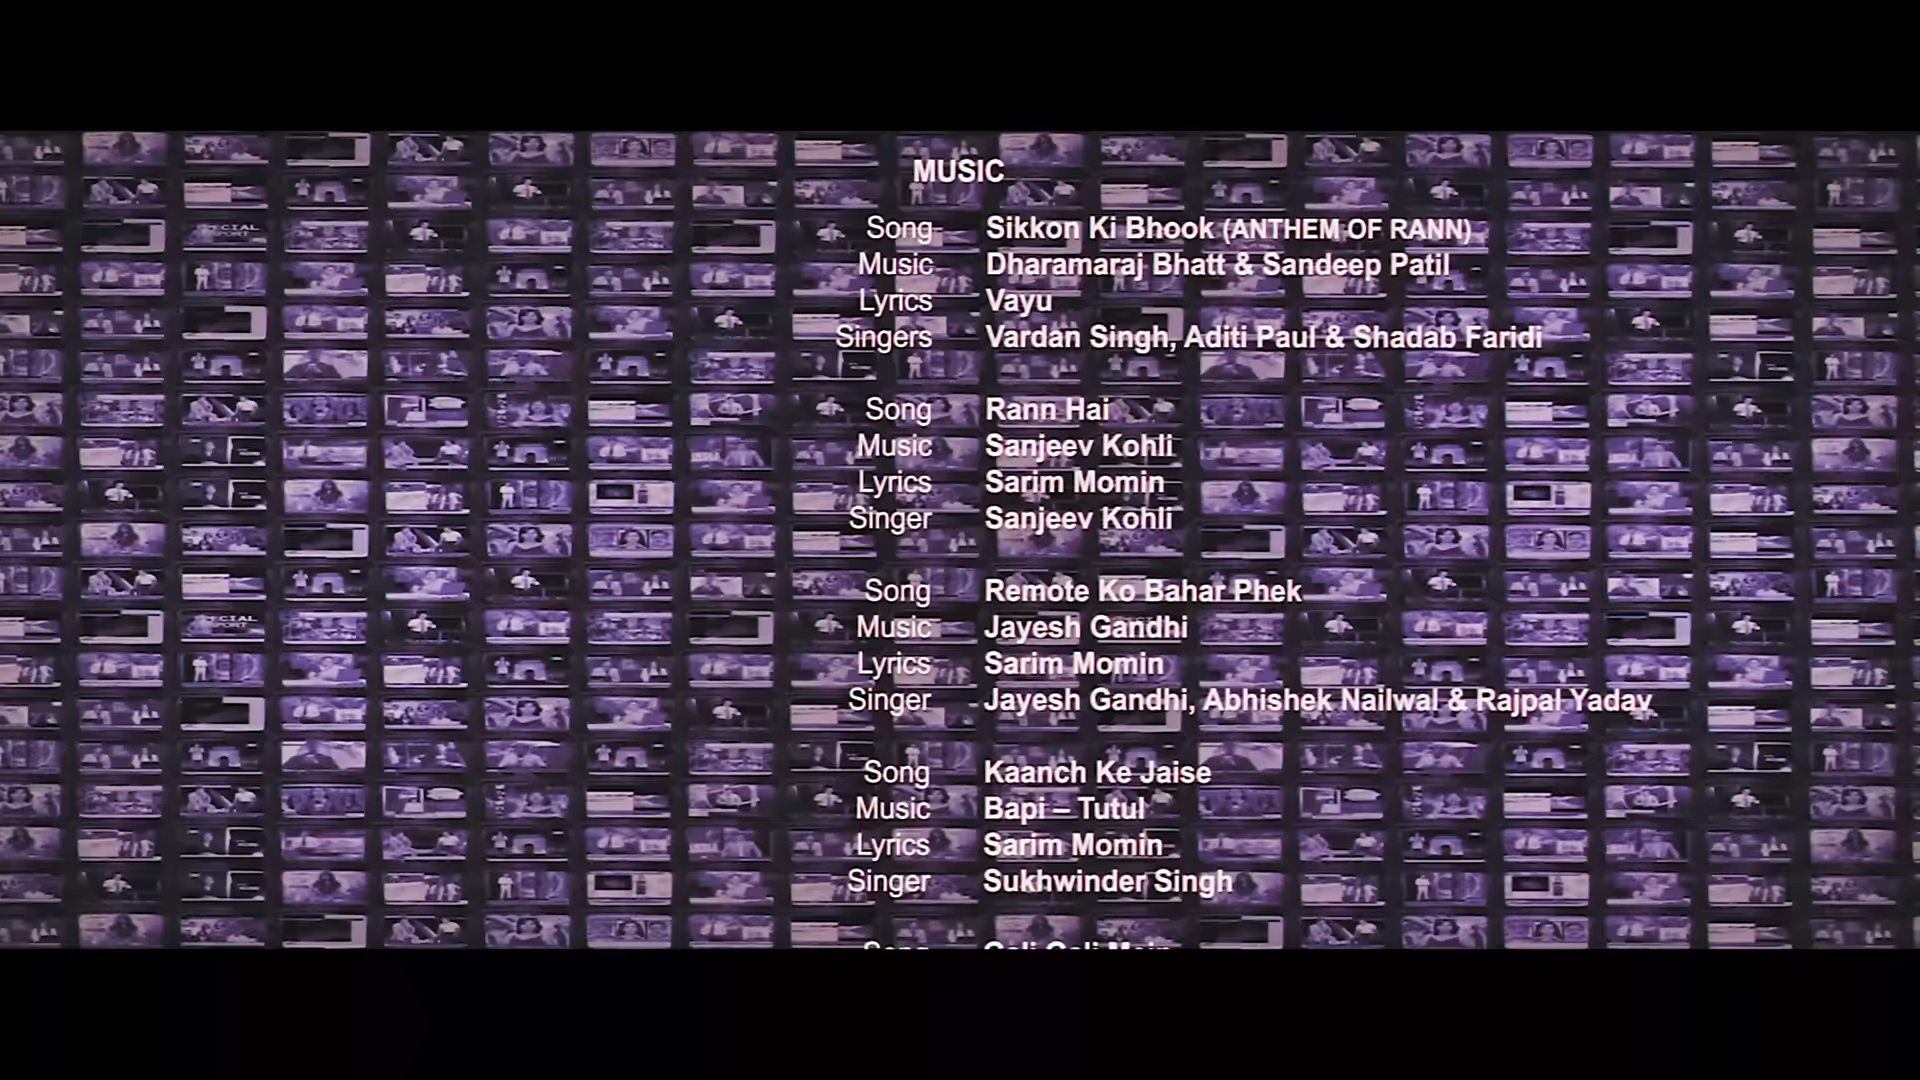 MUSIC
Song Sikkon Ki Bhook (ANTHEM OF RANN)
Music Dharamaraj Bhatt & Sandeep Patil
Lyrics Vayu
Singers Vardan Singh, Aditi Paul & Shadab Faridi
Song Rann Hai
Music Sanjeev Kohli
Lyrics Sarim Momin
Singer Sanjeev Kohli
Song Remote Ko Bahar Phek
Music Jayesh Gandhi
Lyrics Sarim Momin
Singer Jayesh Gandhi, Abhishek Nailwal & Rajpal Yadav
Song Kaanch Ke Jaise
Music Bapi – Tutul
Lyrics Sarim Momin
Singer Sukhwinder Singh